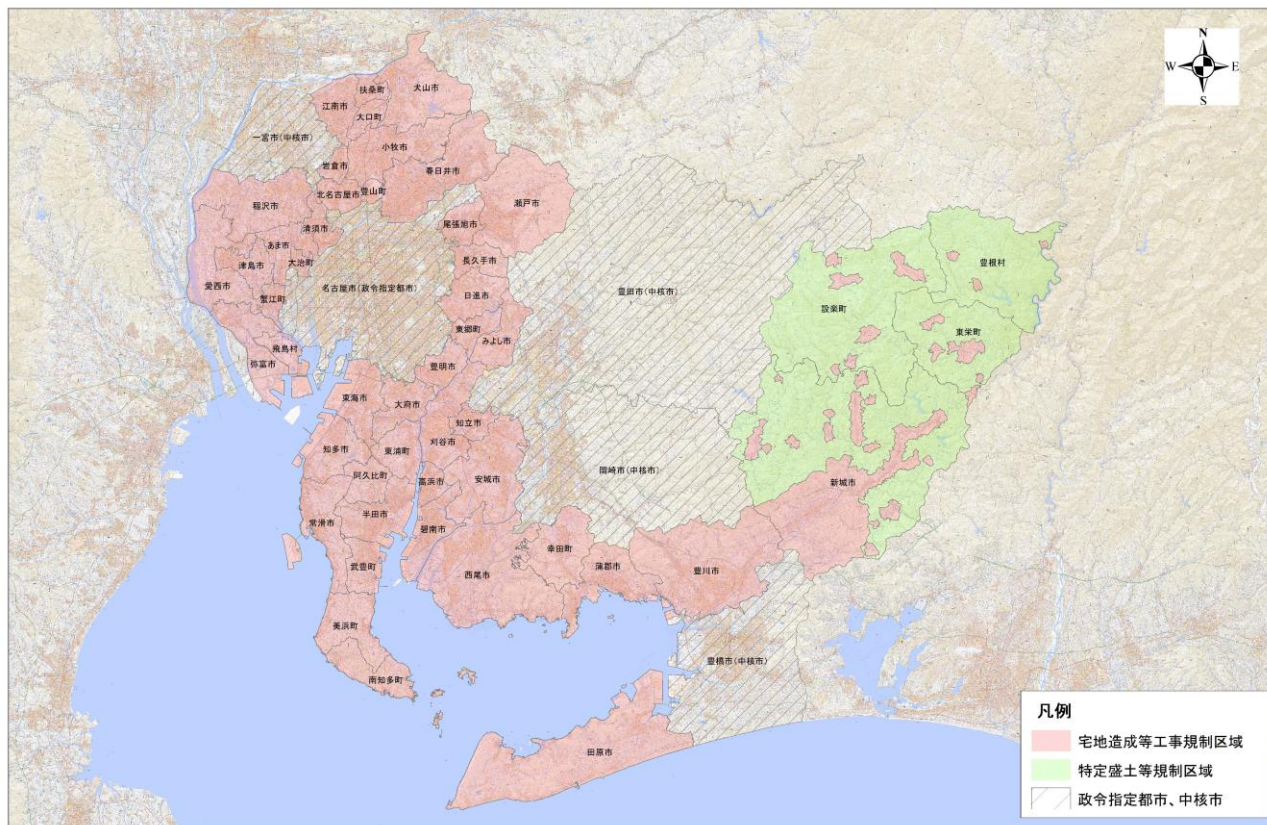 N
W E
S
犬山市
扶桑町
江南市
大口町
一宮市(中核市)
小牧市
岩倉市
春日井市
豊山町
北名古屋市
瀬戸市
稲沢市
尾張旭市
清須市
あま市
長久手市
大治町
津島市
豊根村
愛西市
名古屋市(政令指定都市)
豊田市(中核市)
日進市
蟹江町
設楽町
東郷町
東栄町
みよし市
飛島村
弥富市
豊明市
東海市
大府市
知立市
刈谷市
知多市
東浦町
岡崎市(中核市)
阿久比町
安城市
高浜市
新城市
半田市
常滑市
碧南市
幸田町
武豊町
蒲郡市
豊川市
西尾市
美浜町
豊橋市(中核市)
南知多町
田原市
凡例
宅地造成等工事規制区域
特定盛土等規制区域
政令指定都市、中核市